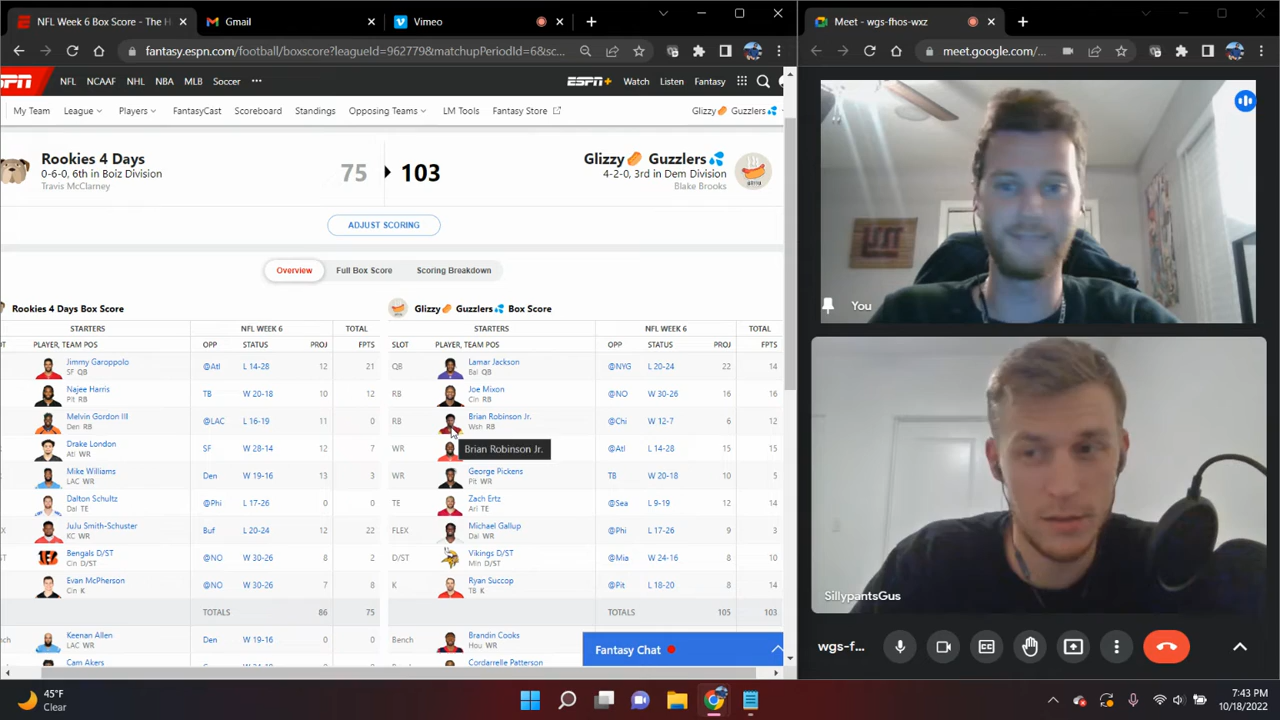 NFL Week 6 Box Score - The H
Gmail
Vimeo
Meet - wgs-fhos-wxz
fantasy.espn.com/football/boxscore?leagueId=962779&matchupPeriodId=6&sc...
meet.google.com/...
NFL NCAAF NHL NBA MLB Soccer ••• ESPN+ Watch Listen Fantasy
My Team League Players FantasyCast Scoreboard Standings Opposing Teams LM Tools Fantasy Store Glizzy🌭 Guzzlers💦
Rookies 4 Days
0-6-0, 6th in Boiz Division
Travis McClarney
75 103
Glizzy🌭 Guzzlers💦
4-2-0, 3rd in Dem Division
Blake Brooks
ADJUST SCORING
Overview Full Box Score Scoring Breakdown
Rookies 4 Days Box Score
STARTERS NFL WEEK 6 TOTAL
PLAYER, TEAM POS OPP STATUS PROJ FPTS
Jimmy Garoppolo
SF QB
@Atl L 14-28 12 21
Najee Harris
Pit RB
TB W 20-18 10 12
Melvin Gordon III
Den RB
@LAC L 16-19 11 0
Drake London
Atl WR
SF W 28-14 12 7
Mike Williams
LAC WR
Den W 19-16 13 3
Dalton Schultz
Dal TE
@Phi L 17-26 0 0
JuJu Smith-Schuster
KC WR
Buf L 20-24 12 22
Bengals D/ST
Cin D/ST
@NO W 30-26 8 2
Evan McPherson
Cin K
@NO W 30-26 7 8
TOTALS 86 75
Keenan Allen
LAC WR
Den W 19-16 0 0
Cam Akers
Glizzy🌭 Guzzlers💦 Box Score
STARTERS NFL WEEK 6 TOTAL
SLOT PLAYER, TEAM POS OPP STATUS PROJ FPTS
QB Lamar Jackson
Bal QB
@NYG L 20-24 22 14
RB Joe Mixon
Cin RB
@NO W 30-26 16 16
RB Brian Robinson Jr.
Wsh RB
@Chi W 12-7 6 12
WR Brian Robinson Jr.
@Atl L 14-28 15 15
WR George Pickens
Pit WR
TB W 20-18 10 5
TE Zach Ertz
Ari TE
@Sea L 9-19 12 14
FLEX Michael Gallup
Dal WR
@Phi L 17-26 9 3
D/ST Vikings D/ST
Min D/ST
@Mia W 24-16 8 10
K Ryan Succop
TB K
@Pit L 18-20 8 14
TOTALS 105 103
Bench Brandin Cooks
Hou WR
Cordarrelle Patterson
Fantasy Chat
You
SillypantsGus
wgs-f...
45°F
Clear
7:43 PM
10/18/2022